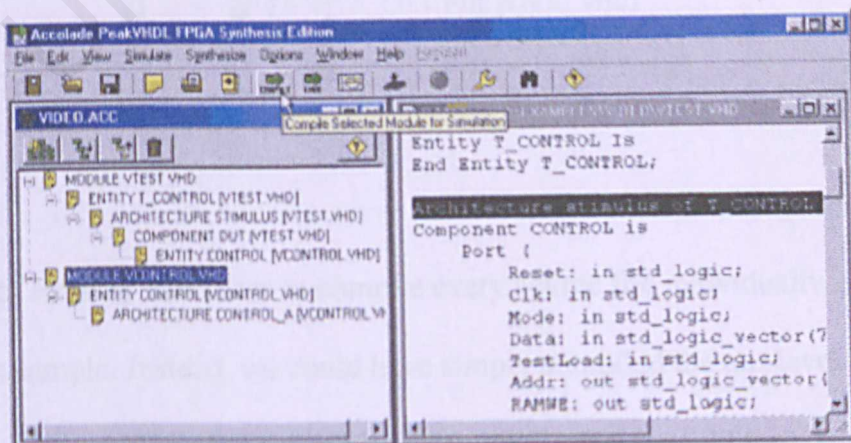 Accolade PeakVHDL FPGA Synthesis Edition
File Edit View Simulate Synthesize Options Window Help
COMPILE
LINK
VIDEO.ACC
VTEST.VHD
Compile Selected Module for Simulation
MODULE VTEST.VHD
ENTITY T_CONTROL [VTEST.VHD]
ARCHITECTURE STIMULUS [VTEST.VHD]
COMPONENT DUT [VTEST.VHD]
ENTITY CONTROL [VCONTROL.VHD]
MODULE VCONTROL.VHD
ENTITY CONTROL [VCONTROL.VHD]
ARCHITECTURE CONTROL_A [VCONTROL.VH
Entity T_CONTROL Is
End Entity T_CONTROL;
Architecture stimulus of T_CONTROL
Component CONTROL is
Port (
Reset: in std_logic;
Clk: in std_logic;
Mode: in std_logic;
Data: in std_logic_vector(7
TestLoad: in std_logic;
Addr: out std_logic_vector(
RAMWE: out std_logic;